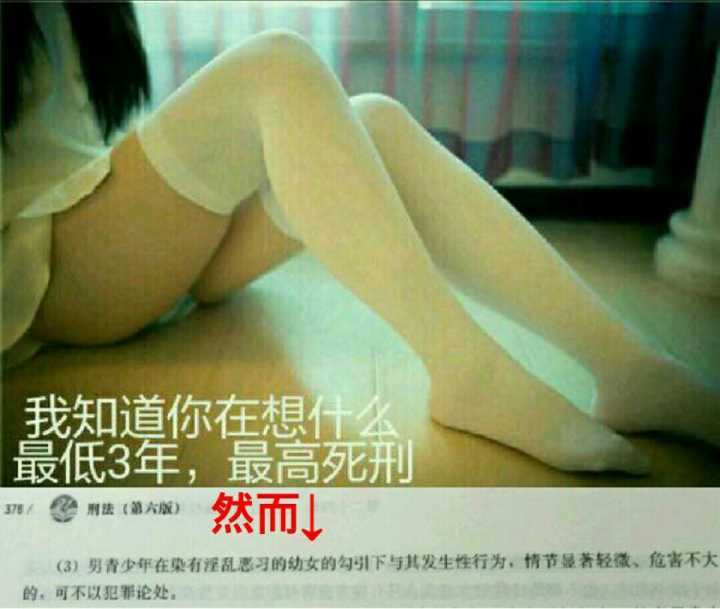 我知道你在想什么
最低3年，最高死刑
376 / 刑法（第六版） 然而↓
(3) 男青少年在染有淫乱恶习的幼女的勾引下与其发生性行为，情节显著轻微、危害不大
的，可不以犯罪论处。